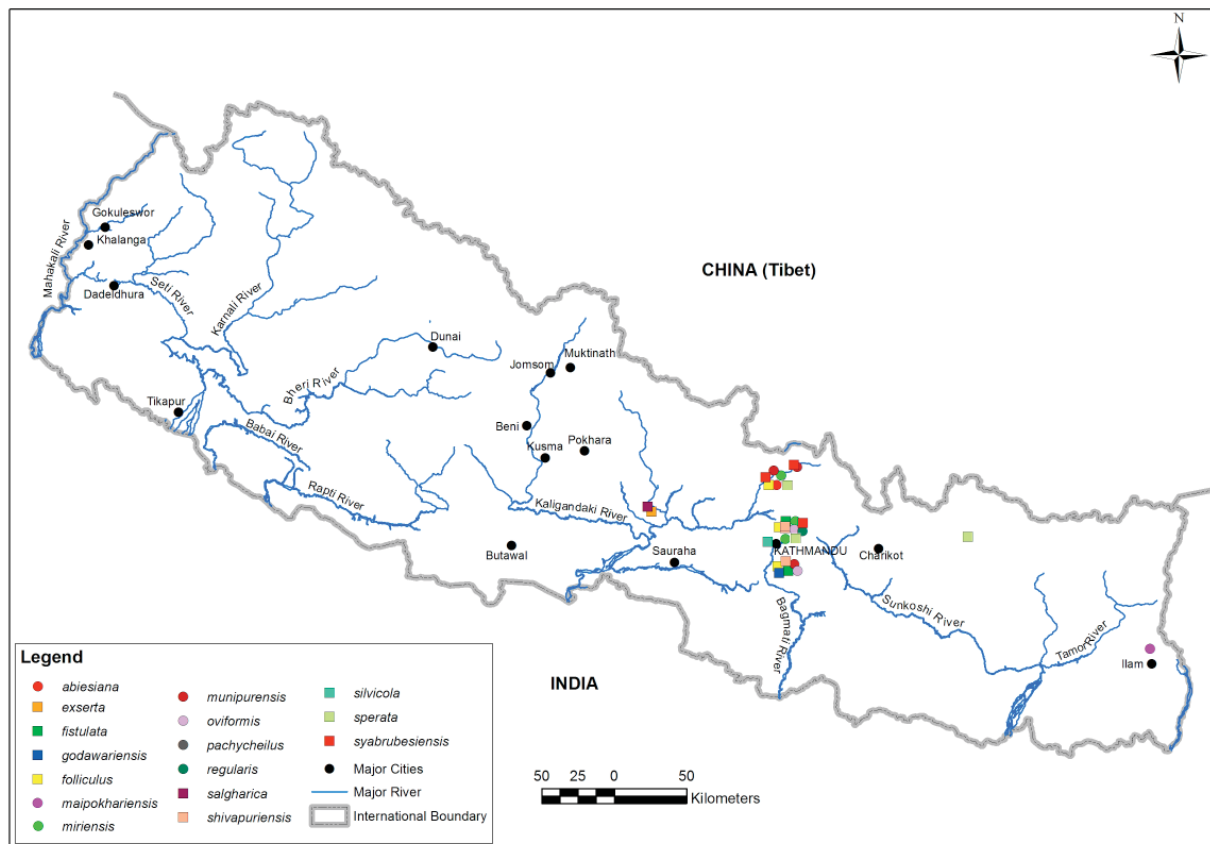 N
Gokuleswor
Khalanga
Mahakali River
Dadeldhura
Seti River
Karnali River
CHINA (Tibet)
Dunai
Muktinath
Jomsom
Bheri River
Tikapur
Babai River
Beni
Kusma
Pokhara
Rapti River
Kaligandaki River
Butawal
Sauraha
KATHMANDU
Charikot
Bagmati River
Sunkoshi River
Tamor River
Ilam
INDIA
Legend
abiesiana
exserta
fistulata
godawariensis
folliculus
maipokhariensis
miriensis
munipurensis
oviformis
pachycheilus
regularis
salgharica
shivapuriensis
silvicola
sperata
syabrubesiensis
Major Cities
Major River
International Boundary
50 25 0 50
Kilometers